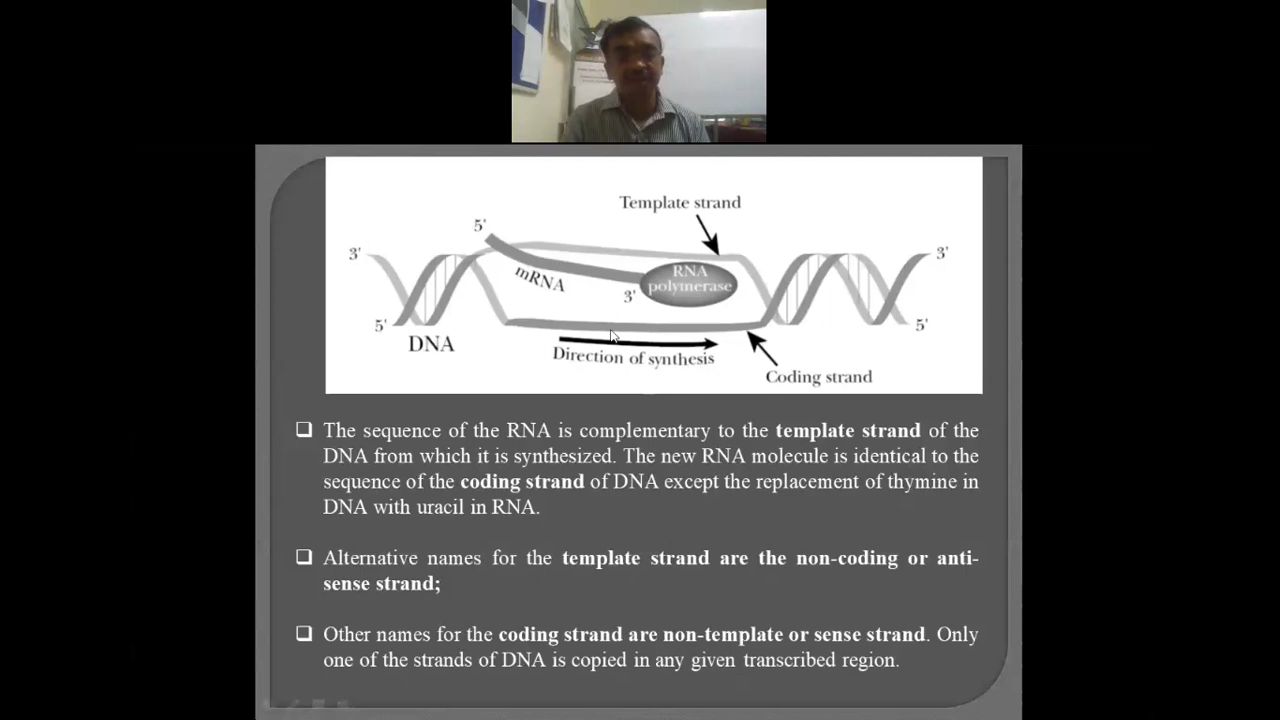 Template strand
5'
3'
3'
mRNA
RNA
polymerase
3'
5'
5'
DNA
Direction of synthesis
Coding strand
❑ The sequence of the RNA is complementary to the template strand of the
DNA from which it is synthesized. The new RNA molecule is identical to the
sequence of the coding strand of DNA except the replacement of thymine in
DNA with uracil in RNA.
❑ Alternative names for the template strand are the non-coding or anti-
sense strand;
❑ Other names for the coding strand are non-template or sense strand. Only
one of the strands of DNA is copied in any given transcribed region.